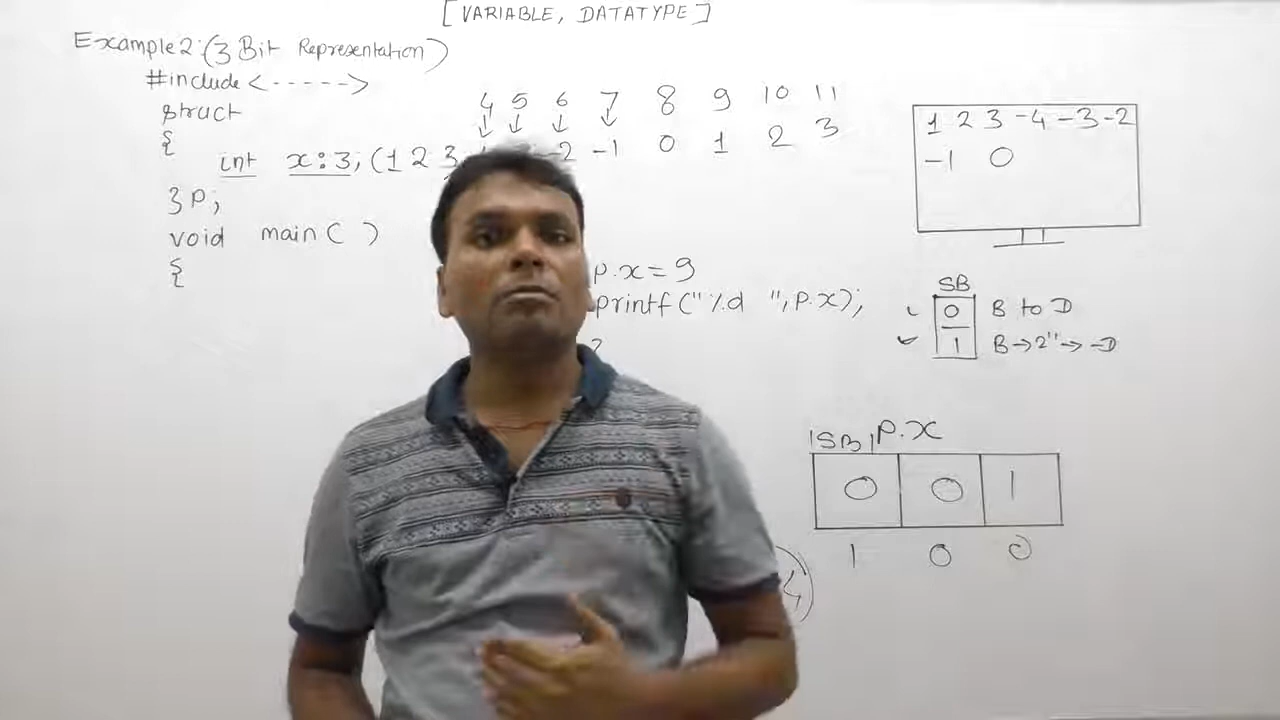 [VARIABLE, DATATYPE]
Example 2: (3 Bit Representation)
#include <----->
struct
{
4 5 6 7 8 9 10 11
↓ ↓ ↓ ↓
int x:3; (1 2 3 -2 -1 0 1 2 3
}P;
void main( )
{
p.x=9
printf("%d ",p.x);
1 2 3 -4 -3 -2
-1 0
SB
0 B to D
1 B→2"→-D
SB P.X
0 0 1
1 0 0